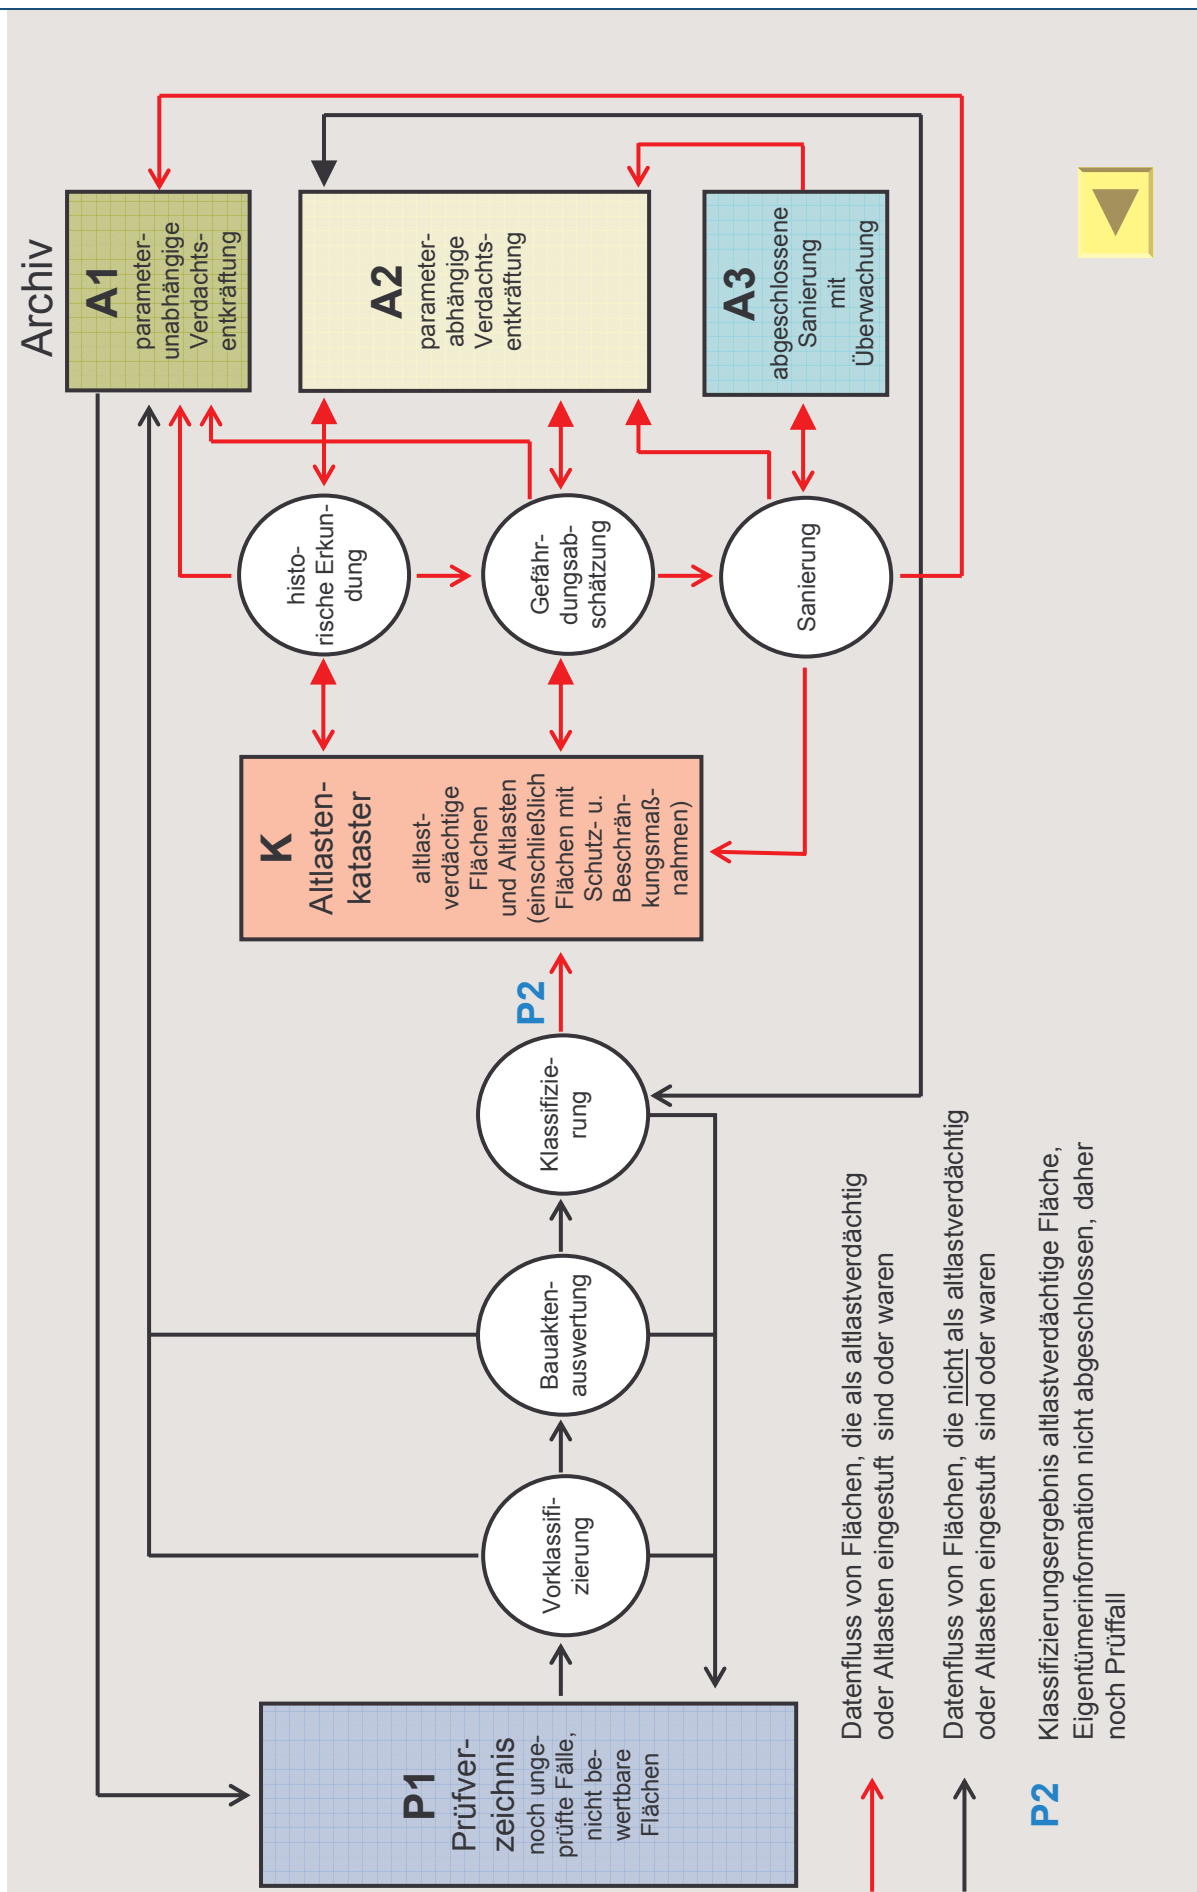 Archiv
P1
Prüfver-
zeichnis
noch unge-
prüfte Fälle,
nicht be-
wertbare
Flächen
Vorklassifi-
zierung
Bauakten-
auswertung
Klassifizie-
rung
P2
K
Altlasten-
kataster
altlast-
verdächtige
Flächen
und Altlasten
(einschließlich
Flächen mit
Schutz- u.
Beschrän-
kungsmaß-
nahmen)
histo-
rische Erkun-
dung
Gefähr-
dungsab-
schätzung
Sanierung
A1
parameter-
unabhängige
Verdachts-
entkräftung
A2
parameter-
abhängige
Verdachts-
entkräftung
A3
abgeschlossene
Sanierung
mit
Überwachung
Datenfluss von Flächen, die als altlastverdächtig
oder Altlasten eingestuft sind oder waren
Datenfluss von Flächen, die nicht als altlastverdächtig
oder Altlasten eingestuft sind oder waren
P2
Klassifizierungsergebnis altlastverdächtige Fläche,
Eigentümerinformation nicht abgeschlossen, daher
noch Prüffall